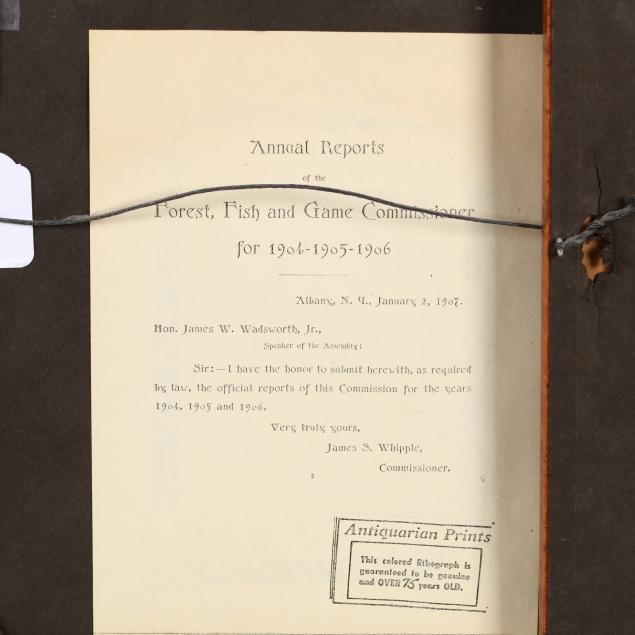 Annual Reports
of the
Forest, Fish and Game Commissioner
for 1904-1905-1906
Albany, N. Y., January 2, 1907.
Hon. James W. Wadsworth, Jr.,
Speaker of the Assembly:
Sir:—I have the honor to submit herewith, as required
by law, the official reports of this Commission for the years
1904, 1905 and 1906.
Very truly yours,
James S. Whipple,
Commissioner.
3
Antiquarian Prints
This colored lithograph is
guaranteed to be genuine
and OVER 75 years OLD.